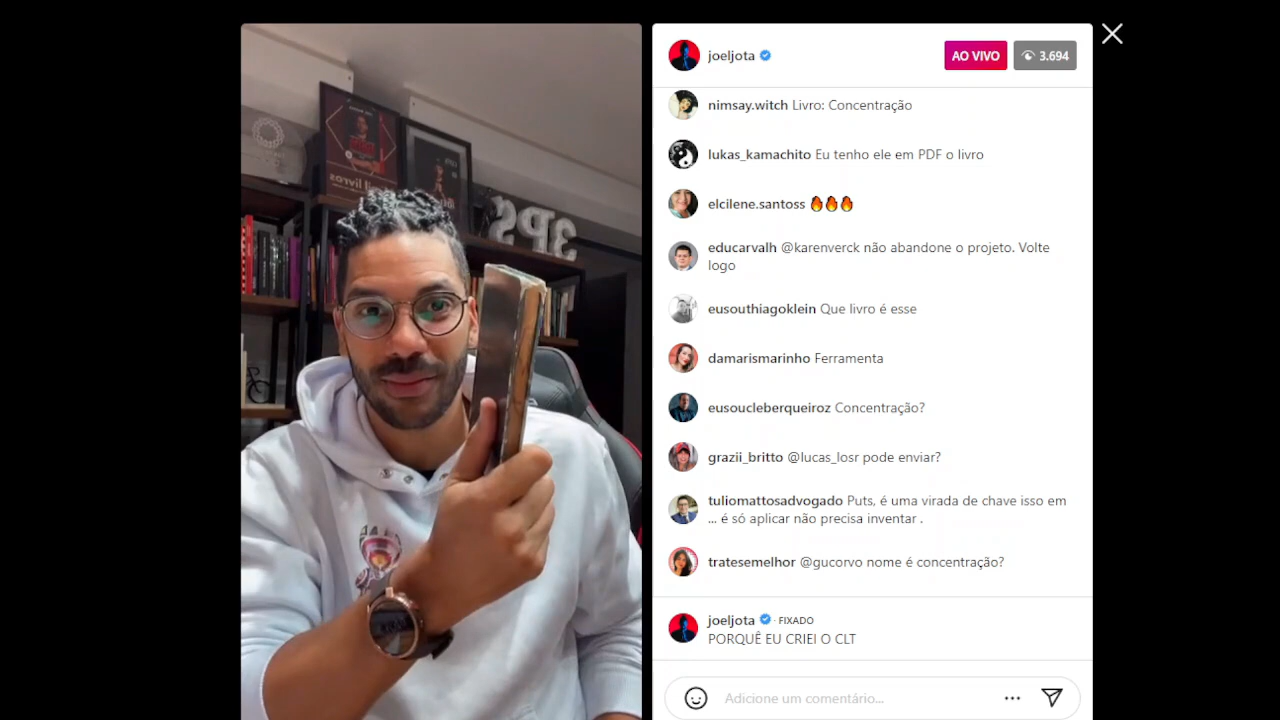 joeljota
AO VIVO
3.694
nimsay.witch Livro: Concentração
lukas_kamachito Eu tenho ele em PDF o livro
elcilene.santoss 🔥🔥🔥
educarvalh @karenverck não abandone o projeto. Volte
logo
eusouthiagoklein Que livro é esse
damarismarinho Ferramenta
eusoucleberqueiroz Concentração?
grazii_britto @lucas_losr pode enviar?
tuliomattosadvogado Puts, é uma virada de chave isso em
... é só aplicar não precisa inventar .
tratesemelhor @gucorvo nome é concentração?
joeljota · FIXADO
PORQUÊ EU CRIEI O CLT
Adicione um comentário...
3PS